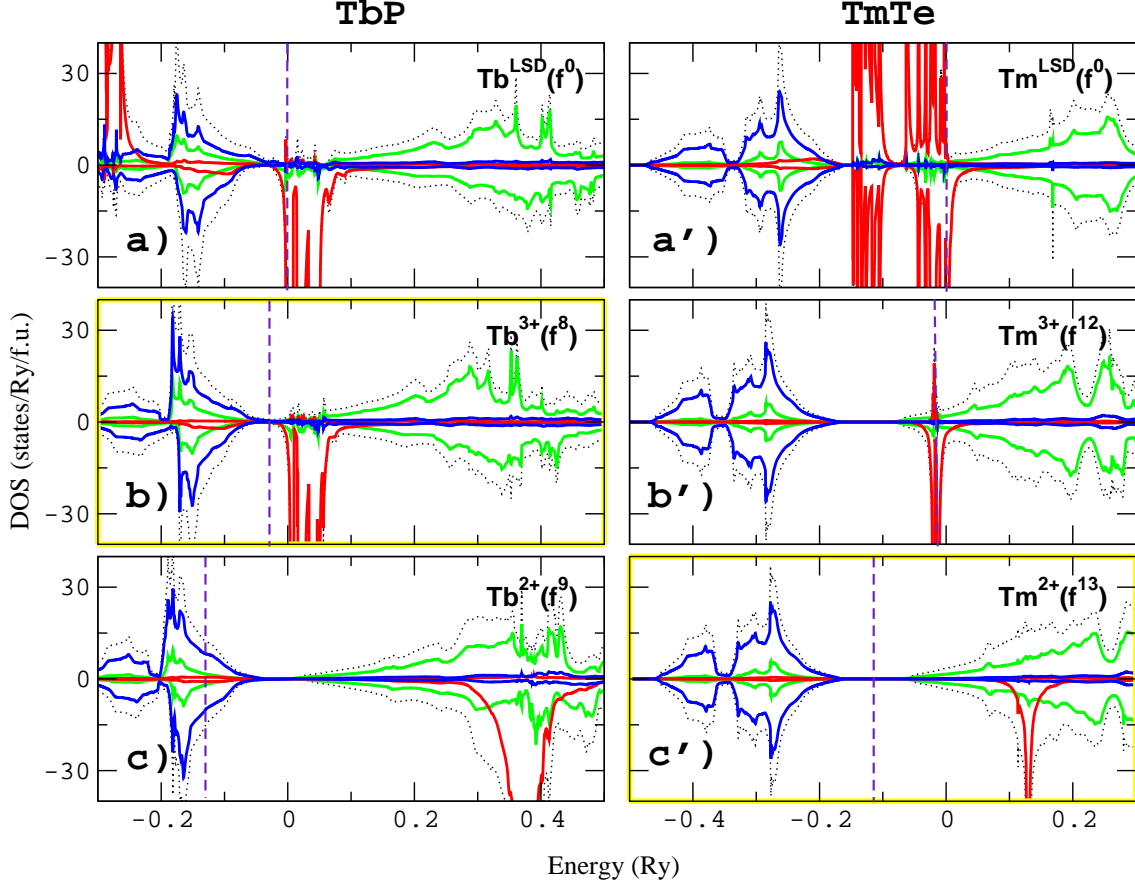 TbP
TmTe
DOS (states/Ry/f.u.)
30
0
-30
Tb^LSD(f^0)
a)
Tm^LSD(f^0)
a')
30
0
-30
Tb^3+(f^8)
b)
Tm^3+(f^12)
b')
30
0
-30
Tb^2+(f^9)
c)
Tm^2+(f^13)
c')
-0.2 0 0.2 0.4
-0.4 -0.2 0 0.2
Energy (Ry)